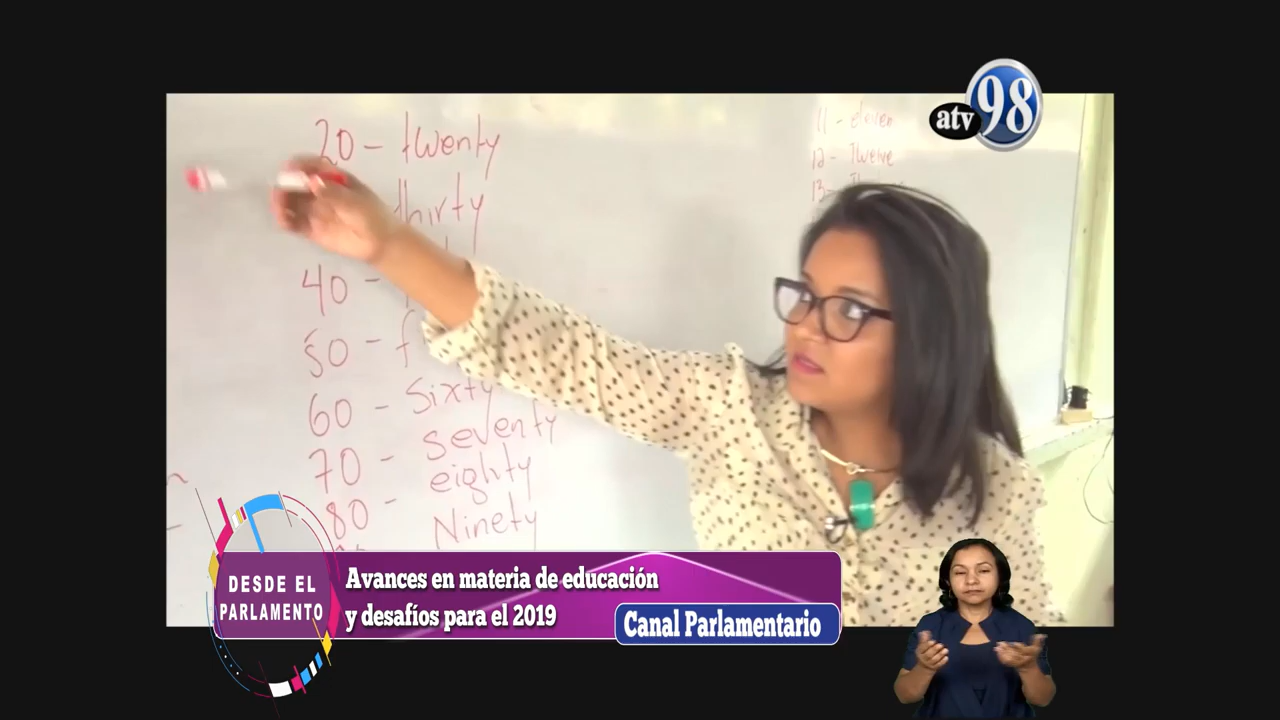 atv 98
20 - twenty
thirty
40 -
50 - f
60 - sixty
70 - seventy
80 - eighty
Ninety
11 - eleven
12 - Twelve
13 -
DESDE EL
PARLAMENTO
Avances en materia de educación
y desafíos para el 2019
Canal Parlamentario